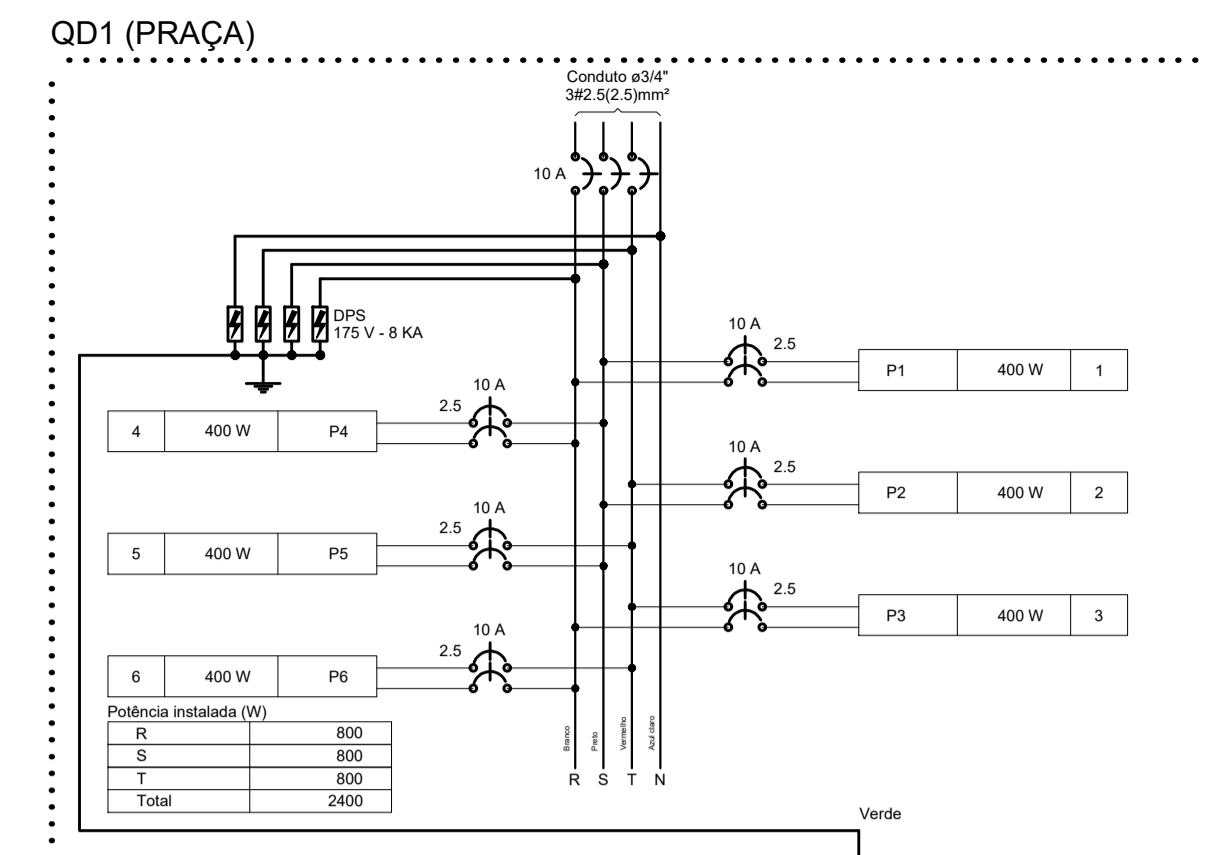 QD1 (PRAÇA)
Conduto ø3/4"
3#2.5(2.5)mm²
10 A
DPS
175 V - 8 KA
10 A
2.5
P1 400 W 1
10 A
2.5
4 400 W P4
10 A
2.5
P2 400 W 2
10 A
2.5
5 400 W P5
10 A
2.5
P3 400 W 3
10 A
2.5
6 400 W P6
Potência instalada (W)
R 800
S 800
T 800
Total 2400
Branco
Preto
Vermelho
Azul claro
R S T N
Verde